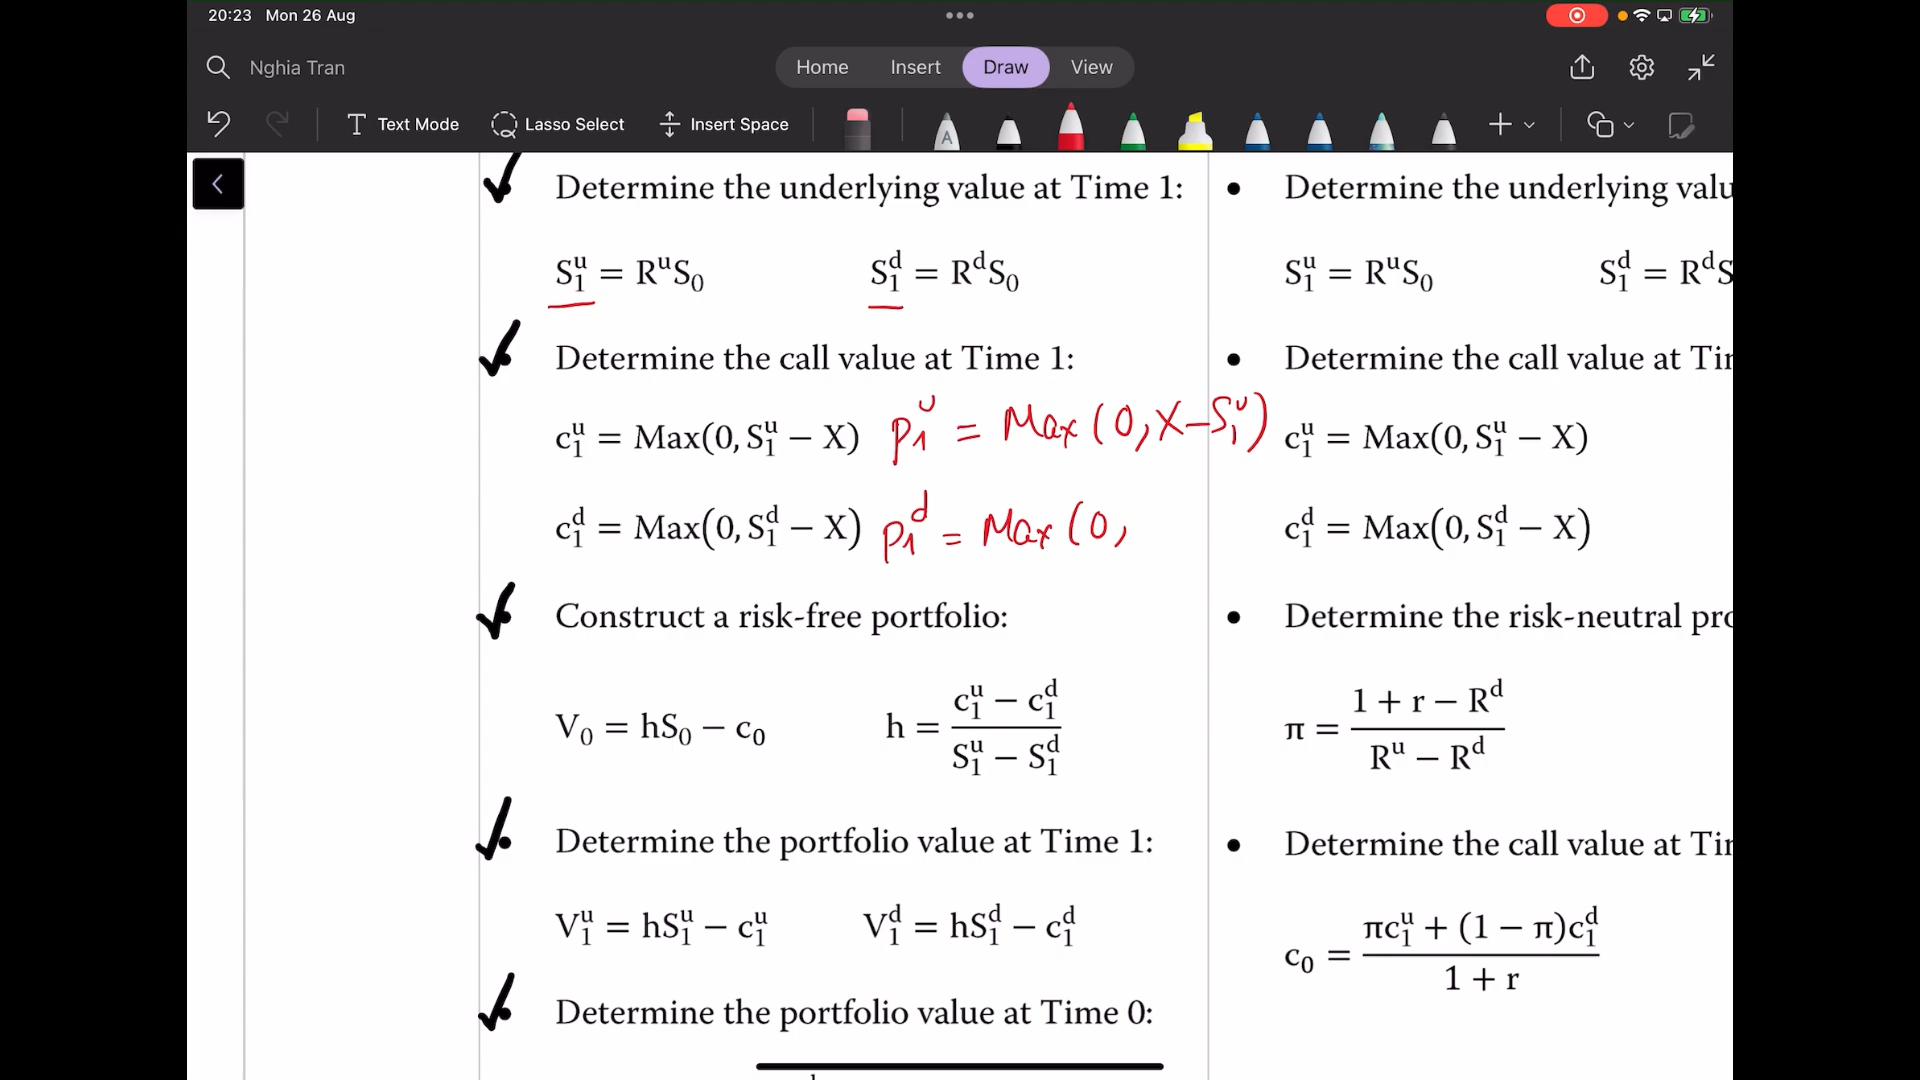 20:23 Mon 26 Aug
Nghia Tran
Home Insert Draw View
Text Mode Lasso Select Insert Space A
• Determine the underlying value at Time 1:
S₁ᵘ = RᵘS₀ S₁ᵈ = RᵈS₀
• Determine the call value at Time 1:
c₁ᵘ = Max(0, S₁ᵘ − X) P₁ᵘ = Max (0, X − S₁ᵘ)
c₁ᵈ = Max(0, S₁ᵈ − X) P₁ᵈ = Max (0,
• Construct a risk-free portfolio:
V₀ = hS₀ − c₀ h = (c₁ᵘ − c₁ᵈ) / (S₁ᵘ − S₁ᵈ)
• Determine the portfolio value at Time 1:
V₁ᵘ = hS₁ᵘ − c₁ᵘ V₁ᵈ = hS₁ᵈ − c₁ᵈ
• Determine the portfolio value at Time 0:
• Determine the underlying valu
S₁ᵘ = RᵘS₀ S₁ᵈ = RᵈS
• Determine the call value at Tir
c₁ᵘ = Max(0, S₁ᵘ − X)
c₁ᵈ = Max(0, S₁ᵈ − X)
• Determine the risk-neutral pro
π = (1 + r − Rᵈ) / (Rᵘ − Rᵈ)
• Determine the call value at Tir
c₀ = (πc₁ᵘ + (1 − π)c₁ᵈ) / (1 + r)